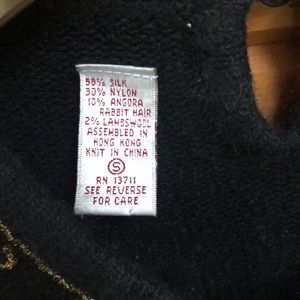 58% SILK
30% NYLON
10% ANGORA
RABBIT HAIR
2% LAMBSWOOL
ASSEMBLED IN
HONG KONG
KNIT IN CHINA
S
RN 13711
SEE REVERSE
FOR CARE